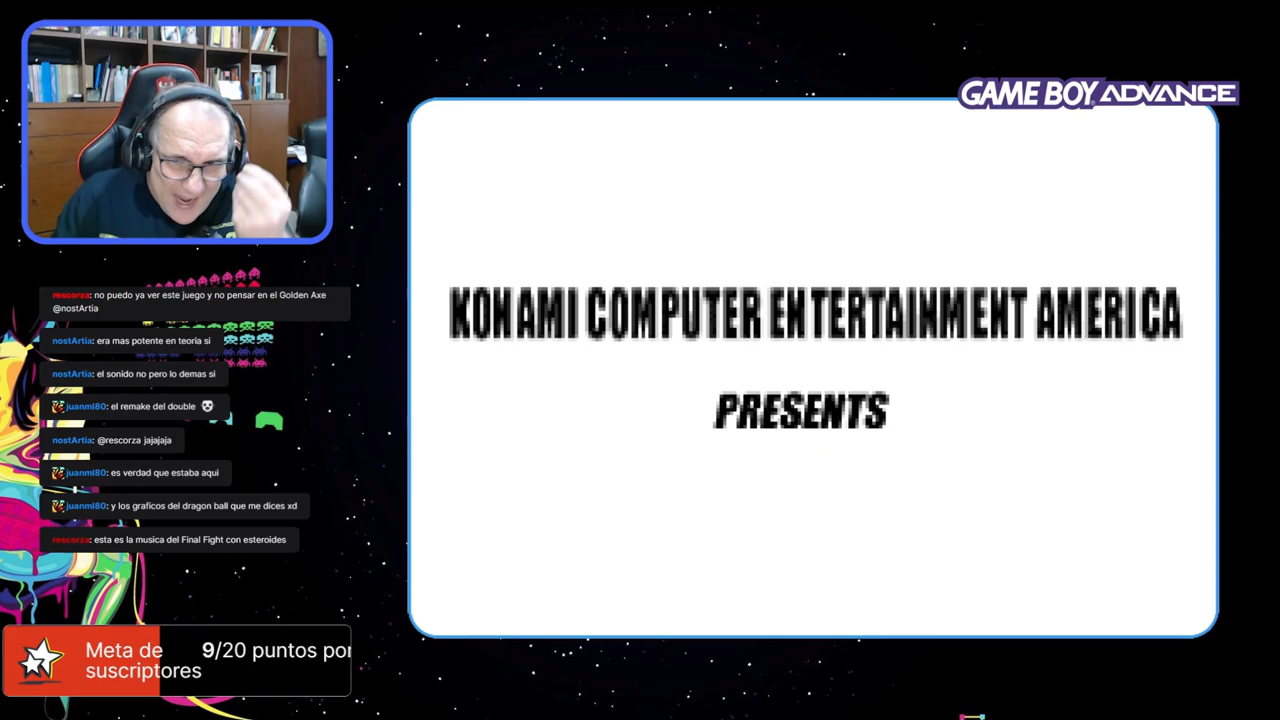 GAME BOY ADVANCE
KONAMI COMPUTER ENTERTAINMENT AMERICA
PRESENTS
rescorza: no puedo ya ver este juego y no pensar en el Golden Axe
@nostArtia
nostArtia: era mas potente en teoria si
nostArtia: el sonido no pero lo demas si
juanml80: el remake del double
nostArtia: @rescorza jajajaja
juanml80: es verdad que estaba aqui
juanml80: y los graficos del dragon ball que me dices xd
rescorza: esta es la musica del Final Fight con esteroides
Meta de suscriptores
9/20 puntos por